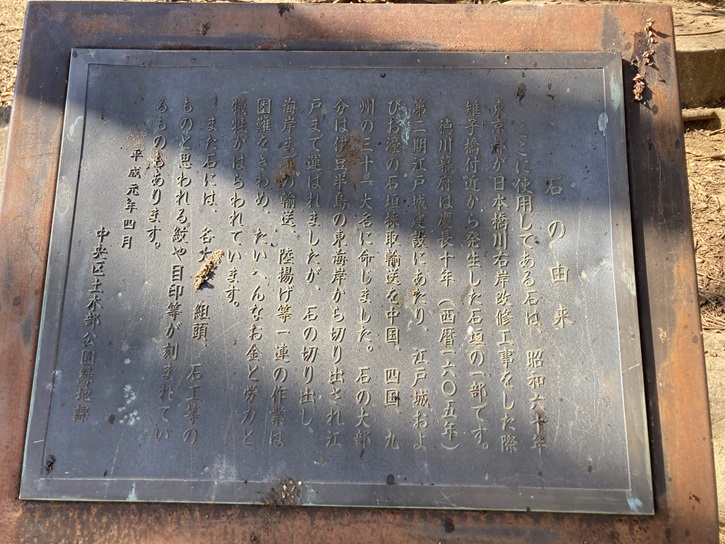 石の由来
ここに使用してある石は、昭和六十年
東京都が日本橋川右岸改修工事をした際
雉子橋付近から発生した石垣の一部です。
徳川幕府は慶長十年(西暦一六〇五年)
第二期江戸城建設にあたり、江戸城およ
びお濠の石垣採取輸送を中国、四国、九
州の三十一大名に命じました。石の大部
分は伊豆半島の東海岸から切り出され江
戸まで運ばれましたが、石の切り出し、
海岸までの輸送、陸揚げ等一連の作業は
困難をきわめ、たいへんなお金と労力と
犠牲がはらわれています。
また石には、各大 組頭、石工等の
ものと思われる紋や目印等が刻まれてい
るものもあります。
平成元年四月
中央区土木部公園緑地課